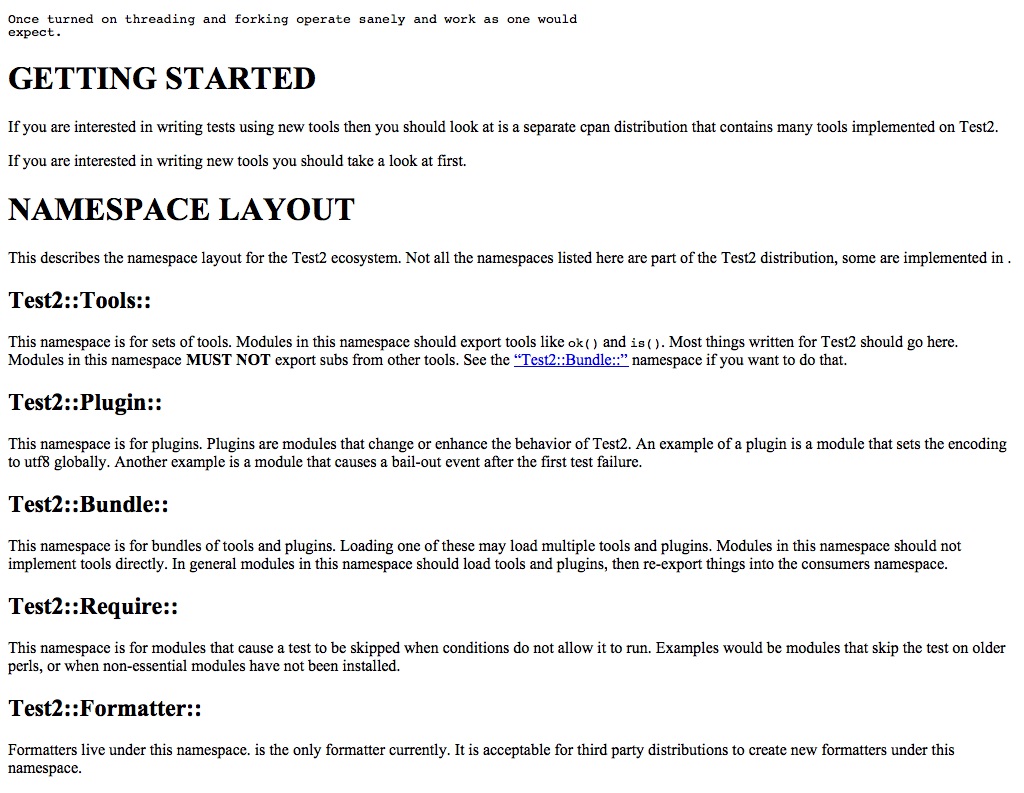 Once turned on threading and forking operate sanely and work as one would
expect.
GETTING STARTED
If you are interested in writing tests using new tools then you should look at is a separate cpan distribution that contains many tools implemented on Test2.
If you are interested in writing new tools you should take a look at first.
NAMESPACE LAYOUT
This describes the namespace layout for the Test2 ecosystem. Not all the namespaces listed here are part of the Test2 distribution, some are implemented in .
Test2::Tools::
This namespace is for sets of tools. Modules in this namespace should export tools like ok() and is(). Most things written for Test2 should go here.
Modules in this namespace MUST NOT export subs from other tools. See the “Test2::Bundle::” namespace if you want to do that.
Test2::Plugin::
This namespace is for plugins. Plugins are modules that change or enhance the behavior of Test2. An example of a plugin is a module that sets the encoding
to utf8 globally. Another example is a module that causes a bail-out event after the first test failure.
Test2::Bundle::
This namespace is for bundles of tools and plugins. Loading one of these may load multiple tools and plugins. Modules in this namespace should not
implement tools directly. In general modules in this namespace should load tools and plugins, then re-export things into the consumers namespace.
Test2::Require::
This namespace is for modules that cause a test to be skipped when conditions do not allow it to run. Examples would be modules that skip the test on older
perls, or when non-essential modules have not been installed.
Test2::Formatter::
Formatters live under this namespace. is the only formatter currently. It is acceptable for third party distributions to create new formatters under this
namespace.